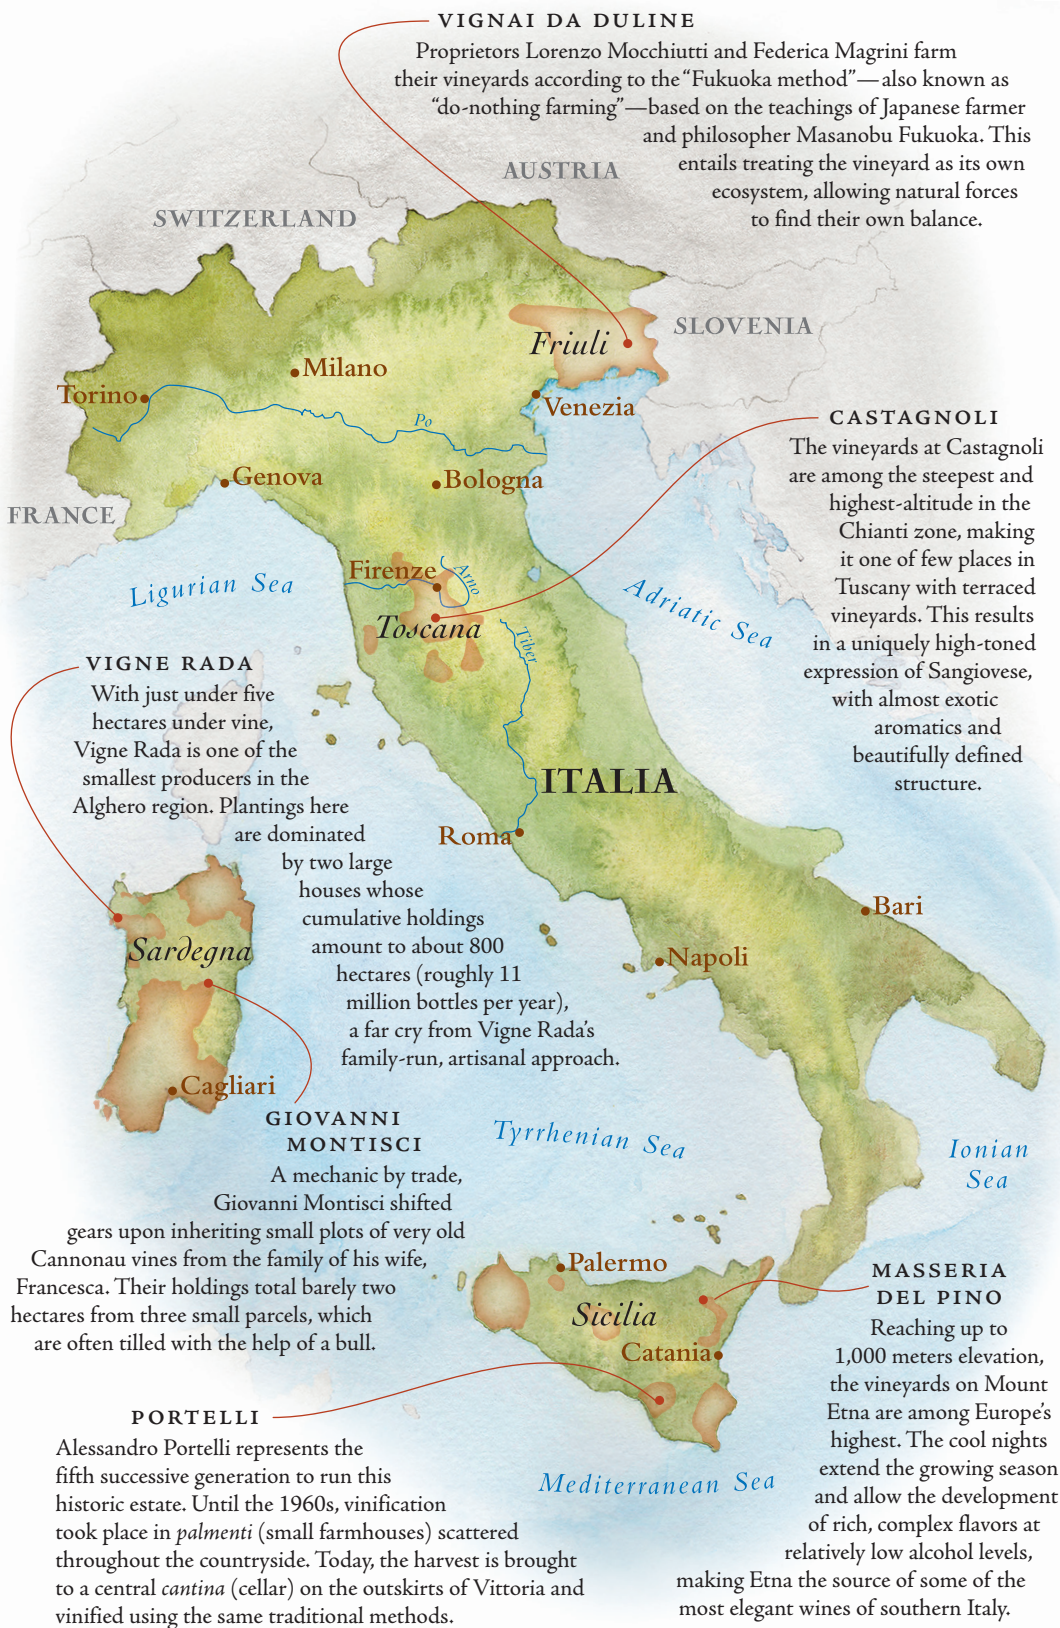 VIGNAI DA DULINE
Proprietors Lorenzo Mocchiutti and Federica Magrini farm
their vineyards according to the “Fukuoka method”—also known as
“do-nothing farming”—based on the teachings of Japanese farmer
and philosopher Masanobu Fukuoka. This
entails treating the vineyard as its own
ecosystem, allowing natural forces
to find their own balance.
AUSTRIA
SWITZERLAND
SLOVENIA
FRANCE
Friuli
Milano
Torino
Venezia
Po
Genova
Bologna
CASTAGNOLI
The vineyards at Castagnoli
are among the steepest and
highest-altitude in the
Chianti zone, making
it one of few places in
Tuscany with terraced
vineyards. This results
in a uniquely high-toned
expression of Sangiovese,
with almost exotic
aromatics and
beautifully defined
structure.
Ligurian Sea
Firenze
Arno
Adriatic Sea
Toscana
Tiber
VIGNE RADA
With just under five
hectares under vine,
Vigne Rada is one of the
smallest producers in the
Alghero region. Plantings here
are dominated
by two large
houses whose
cumulative holdings
amount to about 800
hectares (roughly 11
million bottles per year),
a far cry from Vigne Rada’s
family-run, artisanal approach.
ITALIA
Roma
Bari
Napoli
Sardegna
Cagliari
GIOVANNI
MONTISCI
A mechanic by trade,
Giovanni Montisci shifted
gears upon inheriting small plots of very old
Cannonau vines from the family of his wife,
Francesca. Their holdings total barely two
hectares from three small parcels, which
are often tilled with the help of a bull.
Tyrrhenian Sea
Ionian
Sea
Palermo
Sicilia
Catania
MASSERIA
DEL PINO
Reaching up to
1,000 meters elevation,
the vineyards on Mount
Etna are among Europe’s
highest. The cool nights
extend the growing season
and allow the development
of rich, complex flavors at
relatively low alcohol levels,
making Etna the source of some of the
most elegant wines of southern Italy.
PORTELLI
Alessandro Portelli represents the
fifth successive generation to run this
historic estate. Until the 1960s, vinification
took place in palmenti (small farmhouses) scattered
throughout the countryside. Today, the harvest is brought
to a central cantina (cellar) on the outskirts of Vittoria and
vinified using the same traditional methods.
Mediterranean Sea